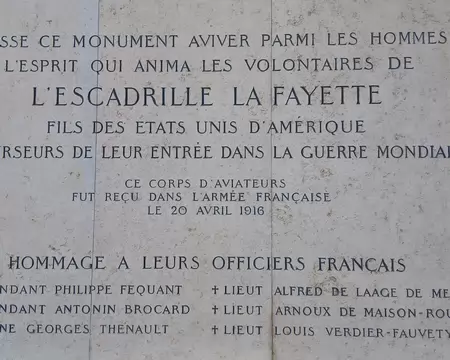 SSE CE MONUMENT AVIVER PARMI LES HOMMES
L'ESPRIT QUI ANIMA LES VOLONTAIRES DE
L'ESCADRILLE LA FAYETTE
FILS DES ETATS UNIS D'AMÉRIQUE
URSEURS DE LEUR ENTRÉE DANS LA GUERRE MONDIAL
CE CORPS D'AVIATEURS
FUT REÇU DANS L'ARMÉE FRANÇAISE
LE 20 AVRIL 1916
HOMMAGE A LEURS OFFICIERS FRANÇAIS
NDANT PHILIPPE FEQUANT † LIEUT ALFRED DE LAAGE DE ME
NDANT ANTONIN BROCARD † LIEUT ARNOUX DE MAISON-ROU
NE GEORGES THENAULT † LIEUT LOUIS VERDIER-FAUVETY